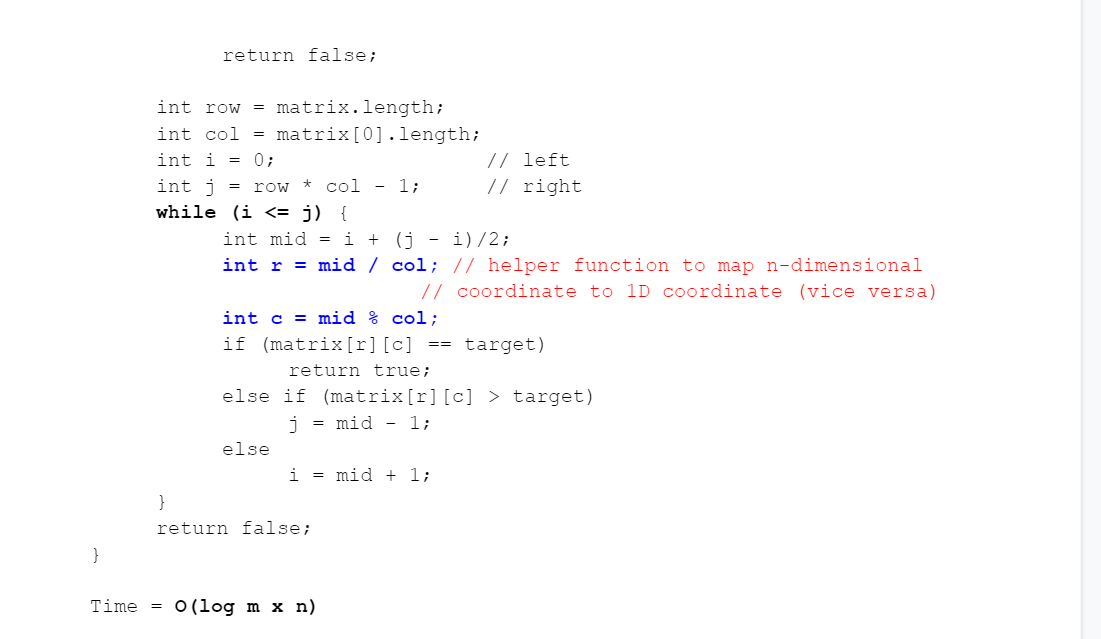 return false;
int row = matrix.length;
int col = matrix[0].length;
int i = 0; // left
int j = row * col - 1; // right
while (i <= j) {
int mid = i + (j - i)/2;
int r = mid / col; // helper function to map n-dimensional
// coordinate to 1D coordinate (vice versa)
int c = mid % col;
if (matrix[r][c] == target)
return true;
else if (matrix[r][c] > target)
j = mid - 1;
else
i = mid + 1;
}
return false;
}
Time = O(log m x n)